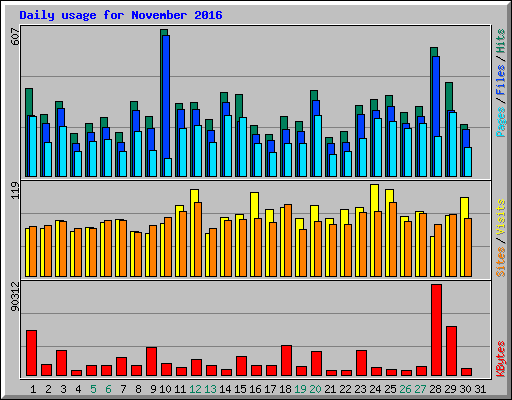 Daily usage for November 2016
607
Pages / Files / Hits
119
Sites / Visits
90312
KBytes
1 2 3 4 5 6 7 8 9 10 11 12 13 14 15 16 17 18 19 20 21 22 23 24 25 26 27 28 29 30 31